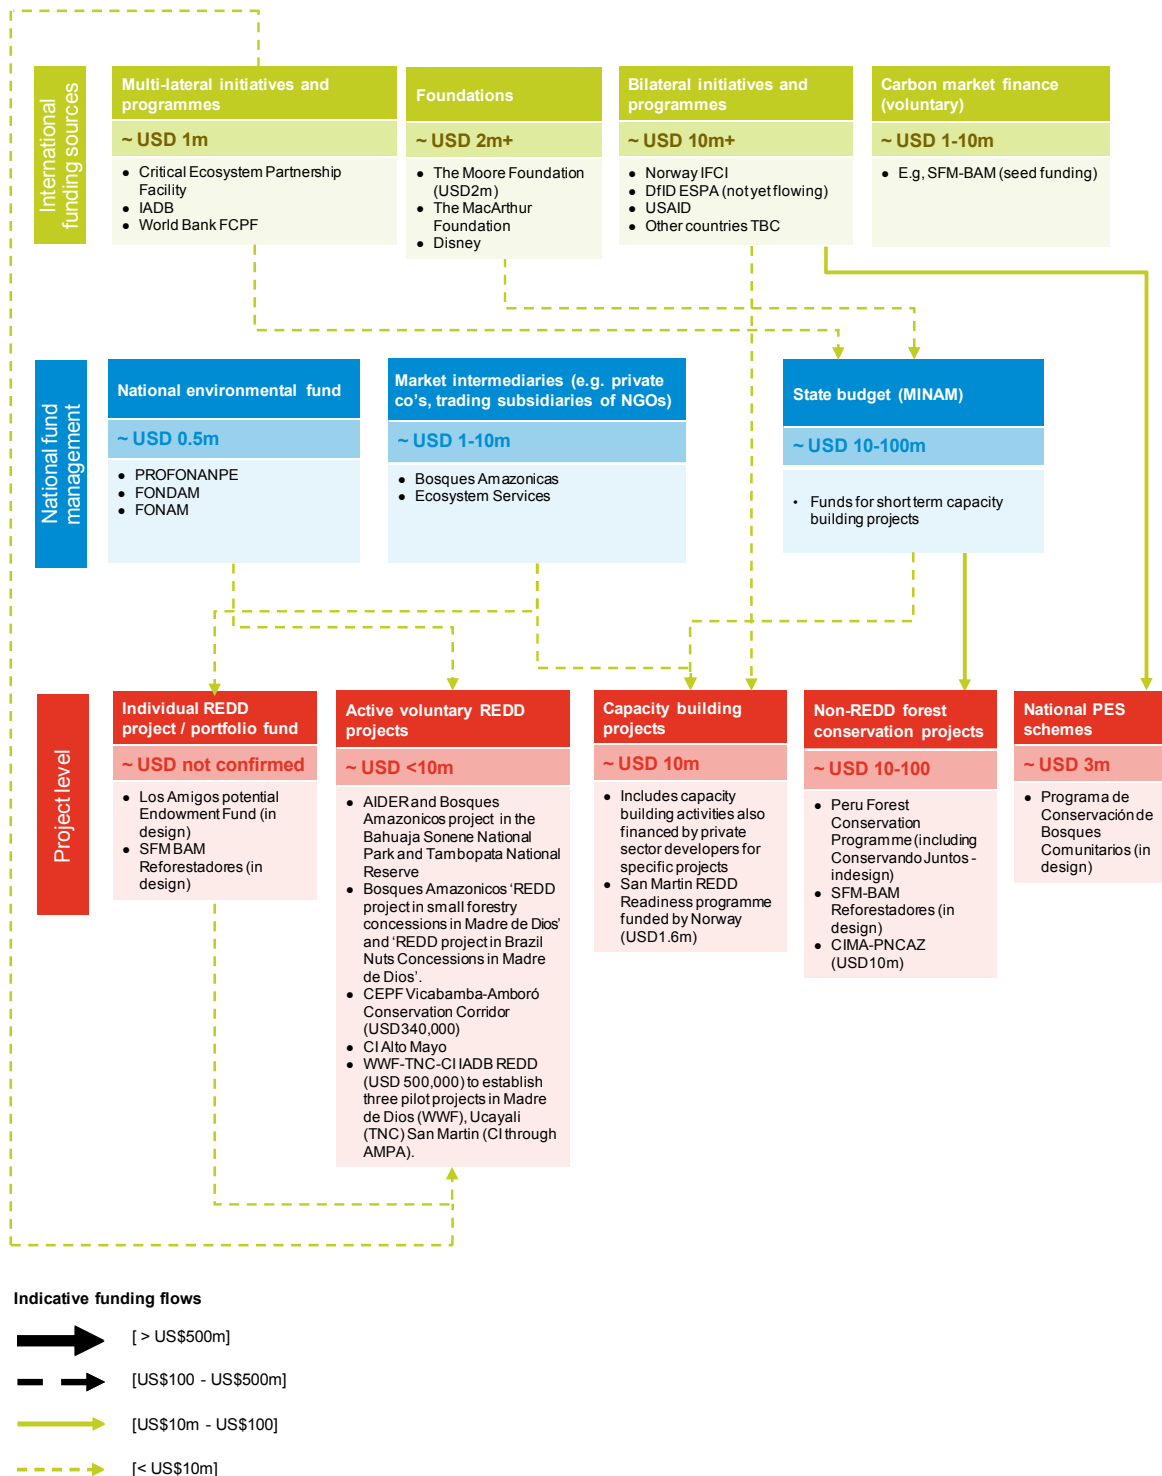 International
funding sources
Multi-lateral initiatives and
programmes
~ USD 1m
● Critical Ecosystem Partnership
Facility
● IADB
● World Bank FCPF
Foundations
~ USD 2m+
● The Moore Foundation
(USD2m)
● The MacArthur
Foundation
● Disney
Bilateral initiatives and
programmes
~ USD 10m+
● Norway IFCI
● DfID ESPA (not yet flowing)
● USAID
● Other countries TBC
Carbon market finance
(voluntary)
~ USD 1-10m
● E.g, SFM-BAM (seed funding)
National fund
management
National environmental fund
~ USD 0.5m
● PROFONANPE
● FONDAM
● FONAM
Market intermediaries (e.g. private
co's, trading subsidiaries of NGOs)
~ USD 1-10m
● Bosques Amazonicas
● Ecosystem Services
State budget (MINAM)
~ USD 10-100m
• Funds for short term capacity
building projects
Project level
Individual REDD
project / portfolio fund
~ USD not confirmed
● Los Amigos potential
Endowment Fund (in
design)
● SFM BAM
Reforestadores (in
design)
Active voluntary REDD
projects
~ USD <10m
● AIDER and Bosques
Amazonicos project in the
Bahuaja Sonene National
Park and Tambopata National
Reserve
● Bosques Amazonicos ‘REDD
project in small forestry
concessions in Madre de Dios’
and ‘REDD project in Brazil
Nuts Concessions in Madre
de Dios’.
● CEPF Vicabamba-Amboró
Conservation Corridor
(USD340,000)
● CI Alto Mayo
● WWF-TNC-CI IADB REDD
(USD 500,000) to establish
three pilot projects in Madre
de Dios (WWF), Ucayali
(TNC) San Martin (CI through
AMPA).
Capacity building
projects
~ USD 10m
● Includes capacity
building activities also
financed by private
sector developers for
specific projects
● San Martin REDD
Readiness programme
funded by Norway
(USD1.6m)
Non-REDD forest
conservation projects
~ USD 10-100
● Peru Forest
Conservation
Programme (including
Conservando Juntos -
in design)
● SFM-BAM
Reforestadores (in
design)
● CIMA-PNCAZ
(USD10m)
National PES
schemes
~ USD 3m
● Programa de
Conservación de
Bosques
Comunitarios (in
design)
Indicative funding flows
[ > US$500m]
[US$100 - US$500m]
[US$10m - US$100]
[< US$10m]